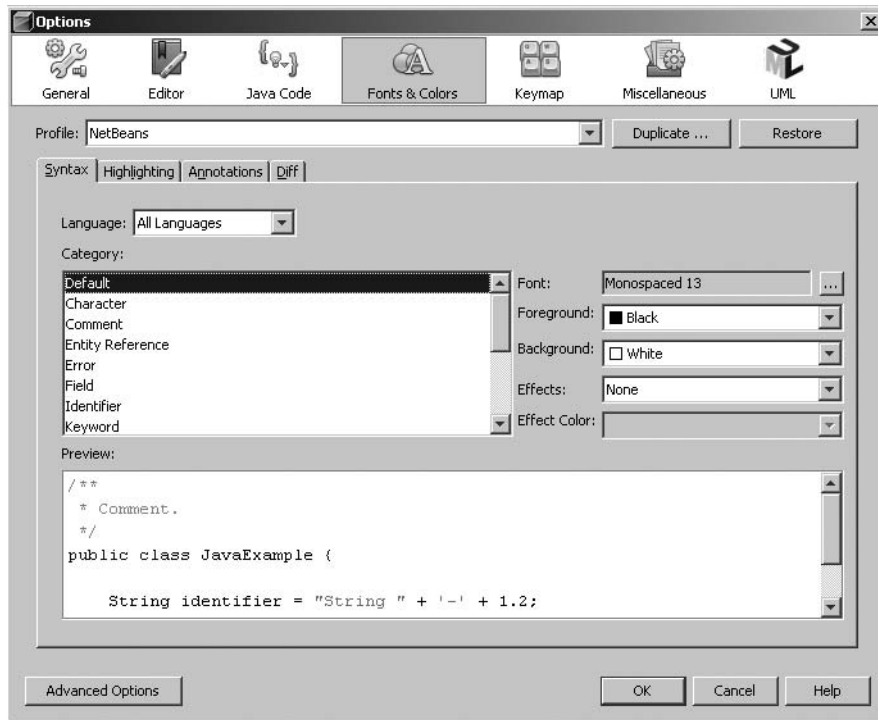 Options
General Editor Java Code Fonts & Colors Keymap Miscellaneous UML
Profile: NetBeans Duplicate ... Restore
Syntax Highlighting Annotations Diff
Language: All Languages
Category:
Default
Character
Comment
Entity Reference
Error
Field
Identifier
Keyword
Font: Monospaced 13 ...
Foreground: Black
Background: White
Effects: None
Effect Color:
Preview:
/**
 * Comment.
 */
public class JavaExample {
String identifier = "String " + '-' + 1.2;
Advanced Options OK Cancel Help